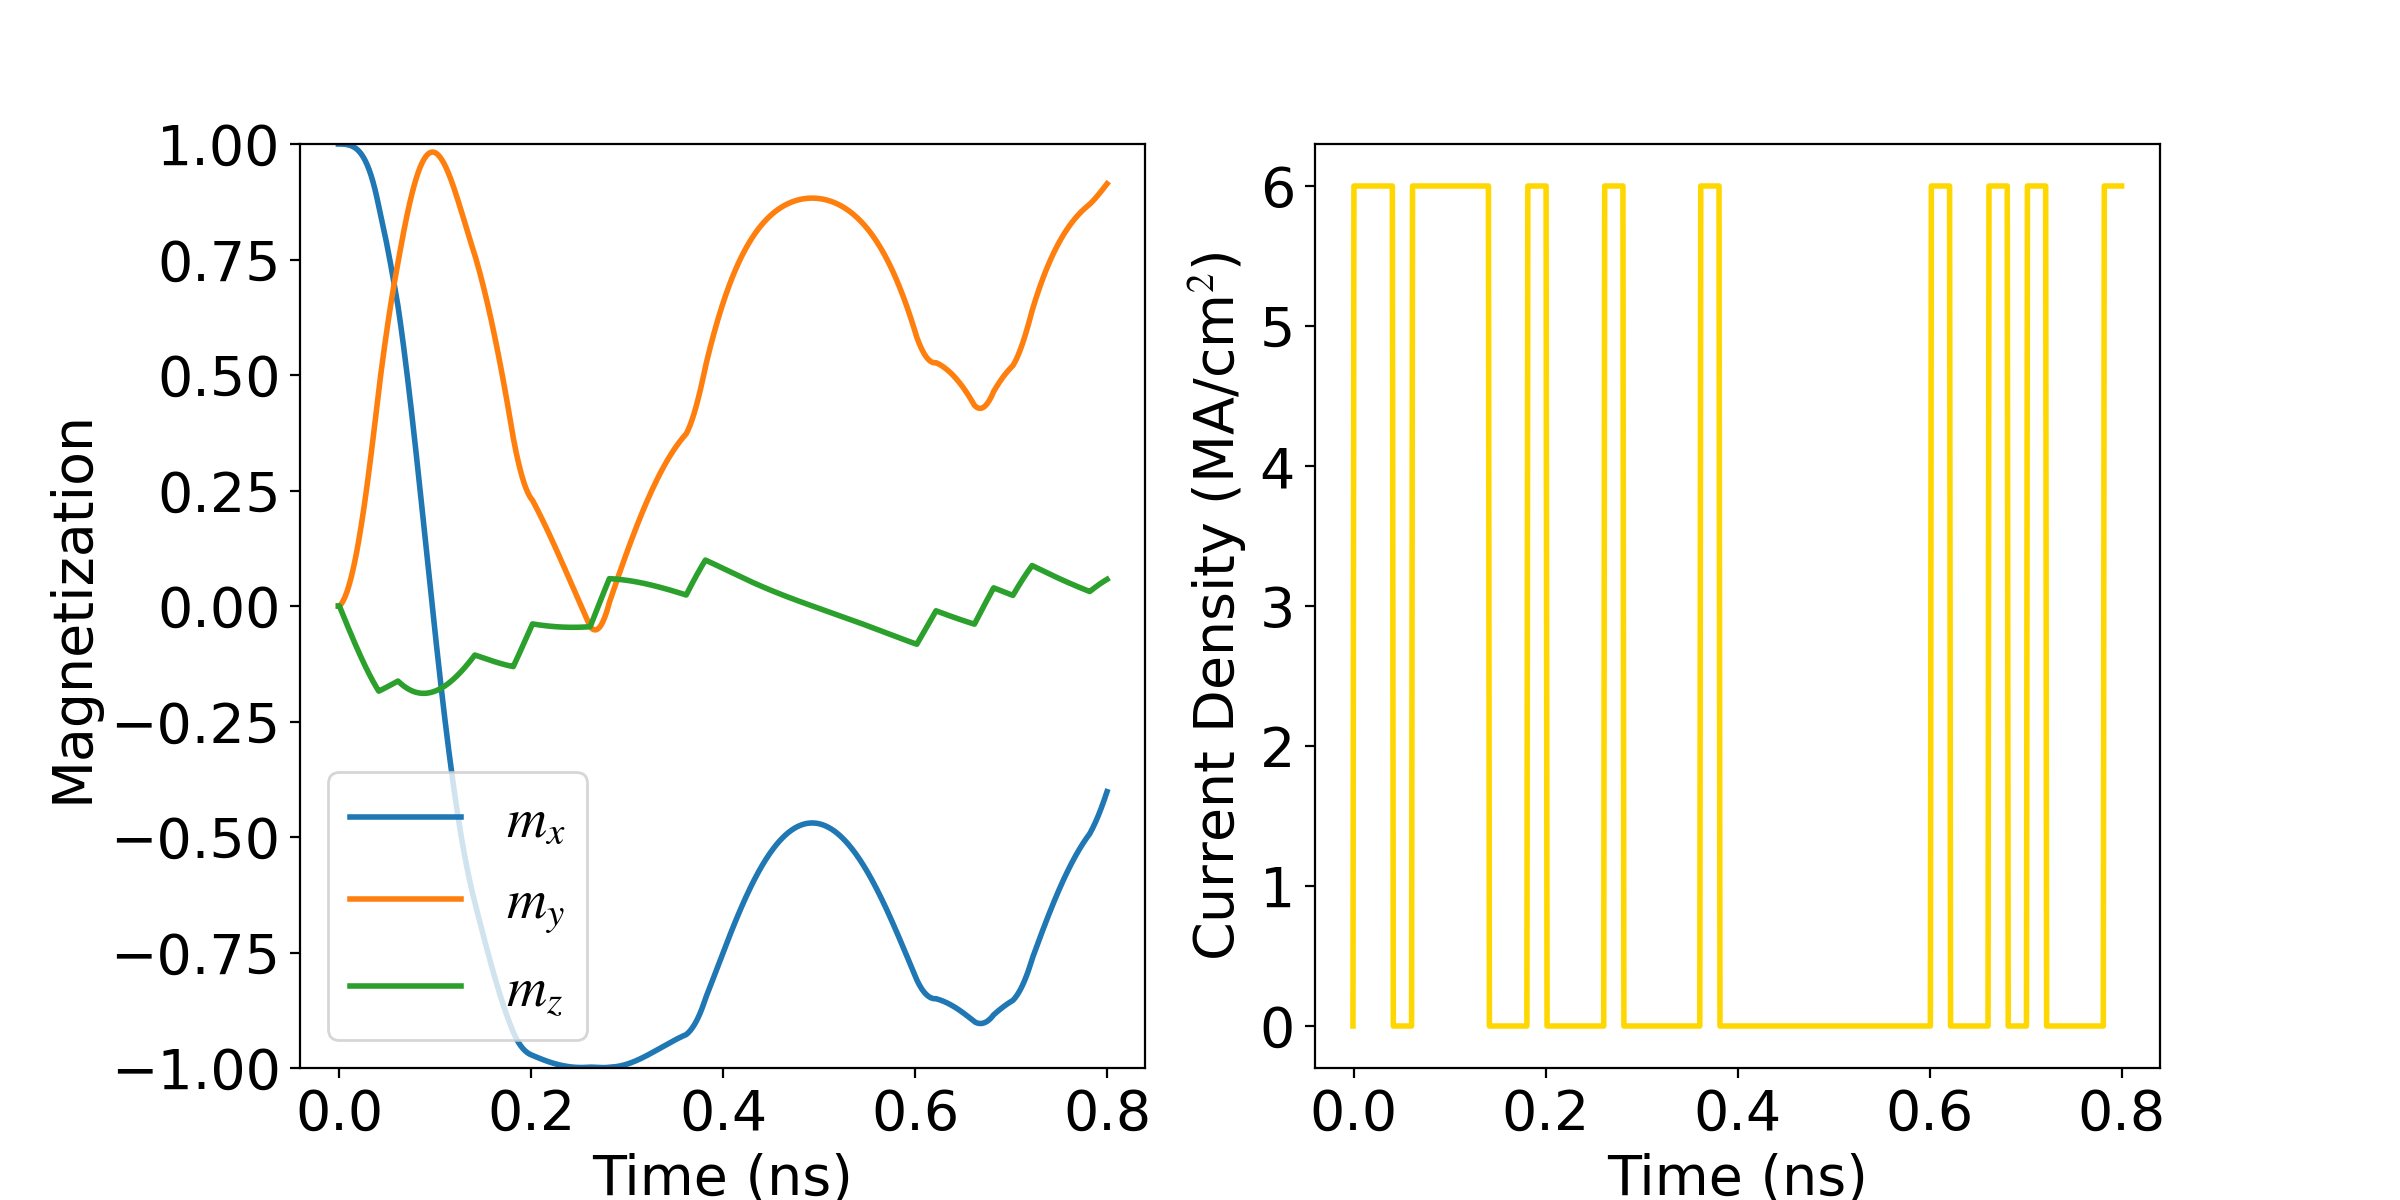 Magnetization
1.00
0.75
0.50
0.25
0.00
−0.25
−0.50
−0.75
−1.00
m_x
m_y
m_z
0.0 0.2 0.4 0.6 0.8
Time (ns)
Current Density (MA/cm²)
6
5
4
3
2
1
0
0.0 0.2 0.4 0.6 0.8
Time (ns)